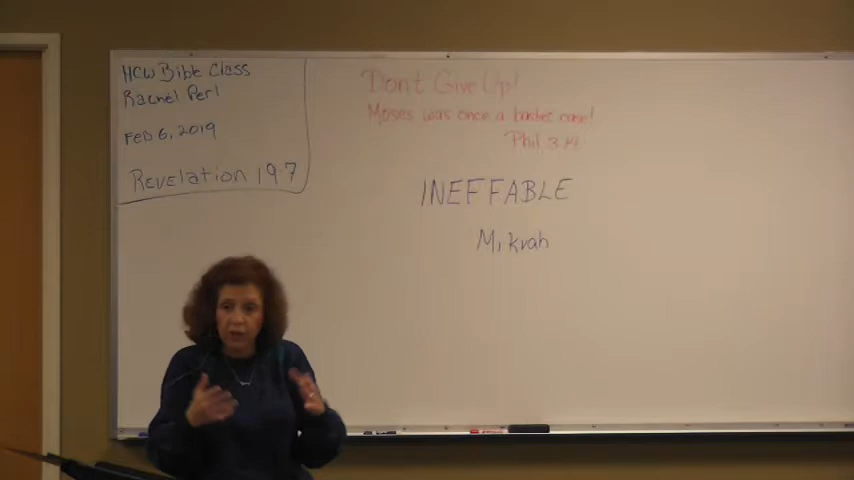 HCW Bible Class
Rachel Perl
Feb 6, 2019
Revelation 19:7
Don't Give Up!
Moses was once a basket case!
Phil 3:14
INEFFABLE
Mikvah